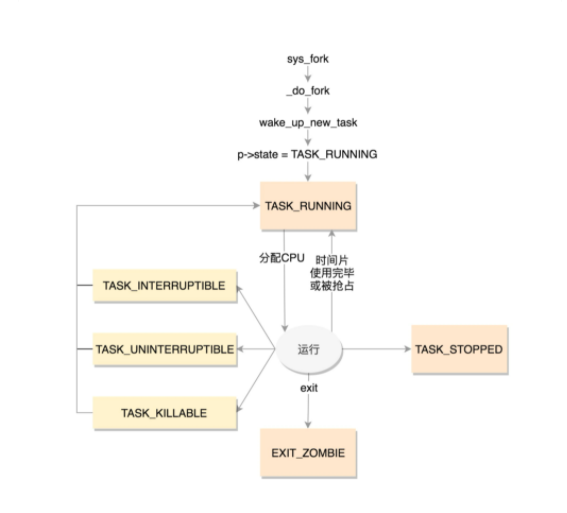 sys_fork
_do_fork
wake_up_new_task
p->state = TASK_RUNNING
TASK_RUNNING
分配CPU
时间片
使用完毕
或被抢占
TASK_INTERRUPTIBLE
TASK_UNINTERRUPTIBLE
运行
TASK_STOPPED
exit
TASK_KILLABLE
EXIT_ZOMBIE